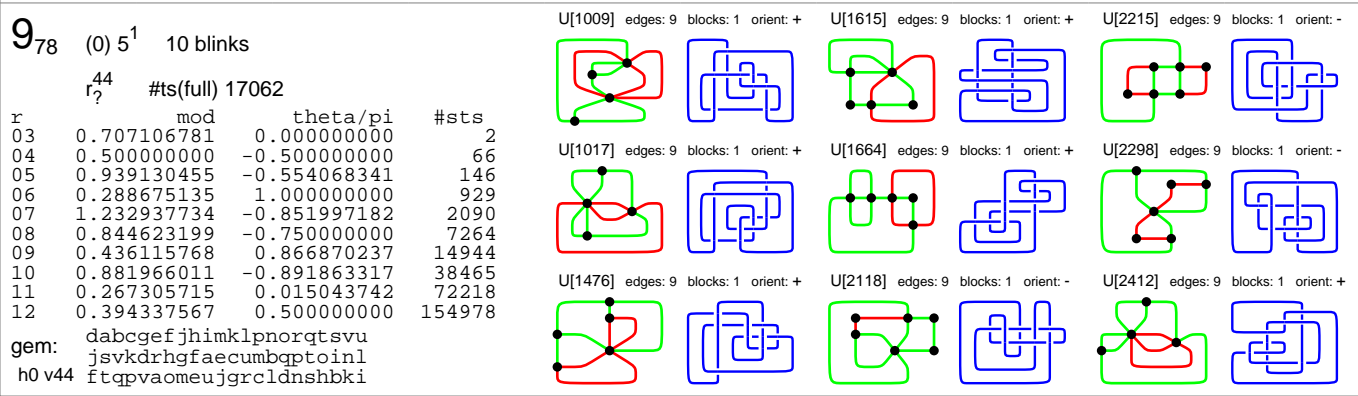 9_78 (0) 5^1 10 blinks
r_?^44 #ts(full) 17062
r mod theta/pi #sts
03 0.707106781 0.000000000 2
04 0.500000000 -0.500000000 66
05 0.939130455 -0.554068341 146
06 0.288675135 1.000000000 929
07 1.232937734 -0.851997182 2090
08 0.844623199 -0.750000000 7264
09 0.436115768 0.866870237 14944
10 0.881966011 -0.891863317 38465
11 0.267305715 0.015043742 72218
12 0.394337567 0.500000000 154978
gem: dabcgefjhimklpnorqtsvu
jsvkdrhgfaecumbqptoinl
h0 v44 ftqpvaomeujgrcldnshbki
U[1009] edges: 9 blocks: 1 orient: +
U[1615] edges: 9 blocks: 1 orient: +
U[2215] edges: 9 blocks: 1 orient: -
U[1017] edges: 9 blocks: 1 orient: +
U[1664] edges: 9 blocks: 1 orient: +
U[2298] edges: 9 blocks: 1 orient: -
U[1476] edges: 9 blocks: 1 orient: +
U[2118] edges: 9 blocks: 1 orient: -
U[2412] edges: 9 blocks: 1 orient: +